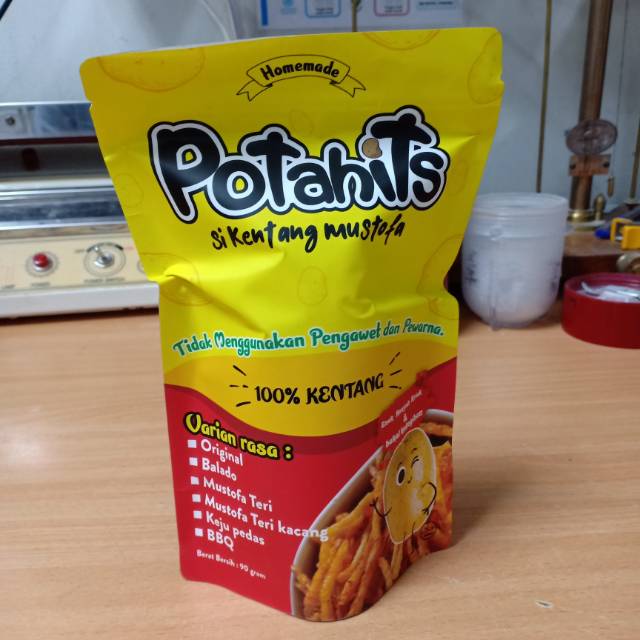 Homemade
Potahits
si Kentang mustofa
Tidak Menggunakan Pengawet dan Pewarna.
100% KENTANG
Varian rasa :
Original
Balado
Mustofa Teri
Mustofa Teri kacang
Keju pedas
BBQ
Berat Bersih : 90 gram